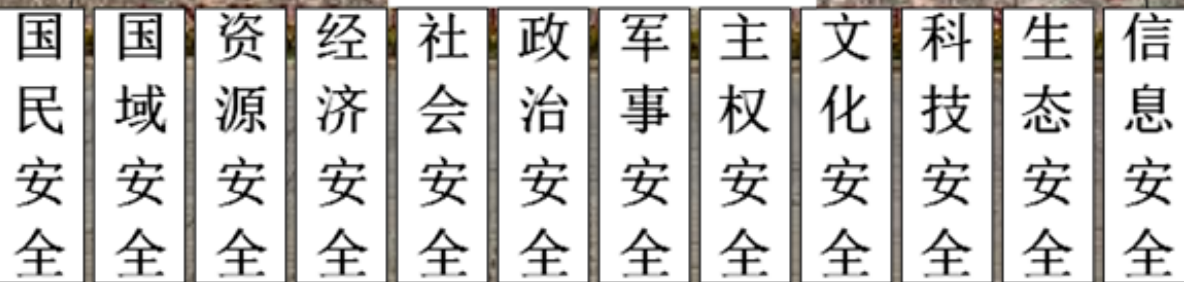 国民安全
国域安全
资源安全
经济安全
社会安全
政治安全
军事安全
主权安全
文化安全
科技安全
生态安全
信息安全